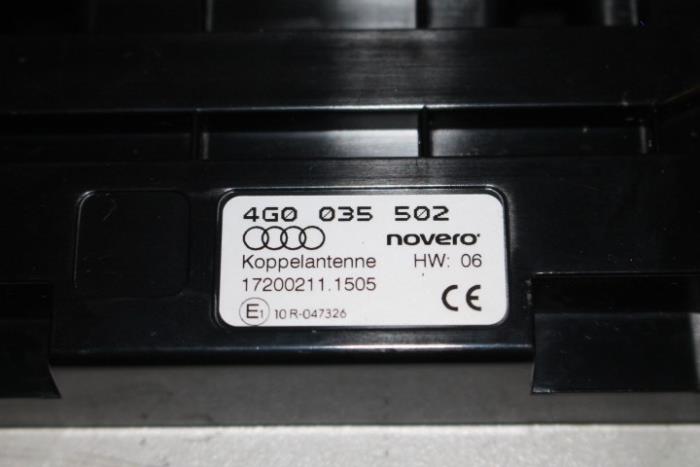 4G0 035 502
novero
Koppelantenne HW: 06
17200211.1505
CE
E1 10 R-047326